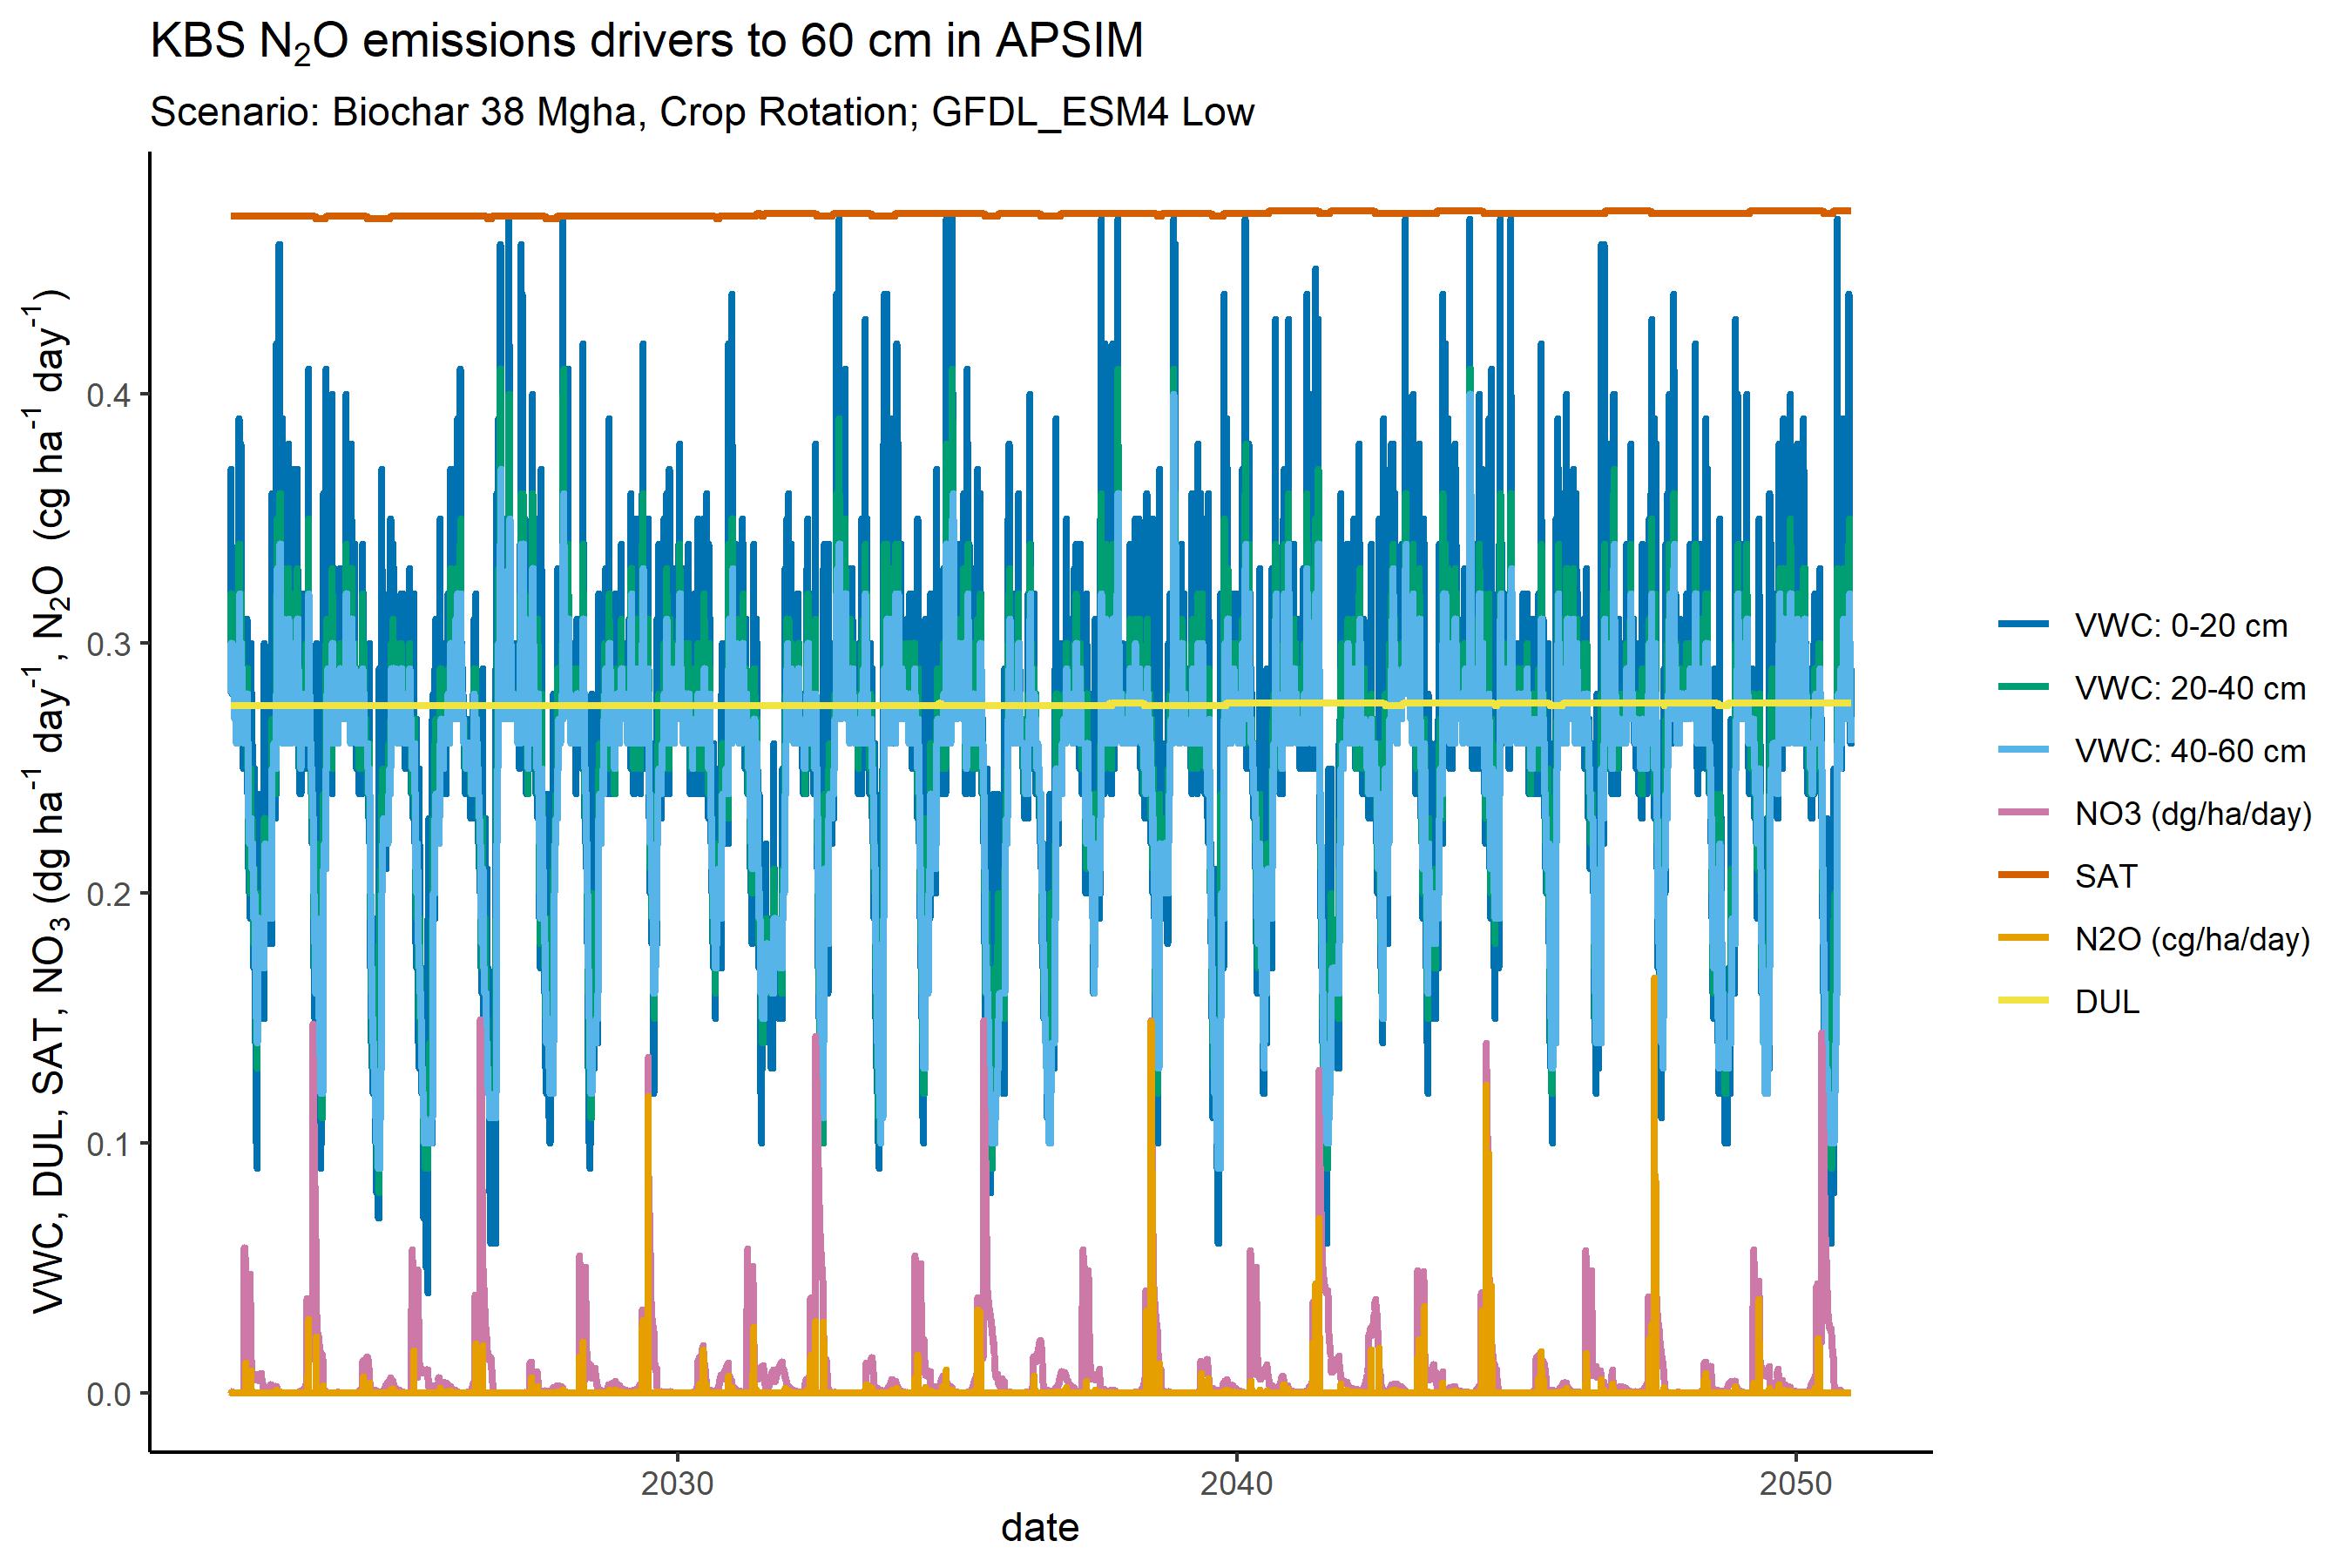 KBS N₂O emissions drivers to 60 cm in APSIM
Scenario: Biochar 38 Mgha, Crop Rotation; GFDL_ESM4 Low
VWC, DUL, SAT, NO₃ (dg ha⁻¹ day⁻¹, N₂O (cg ha⁻¹ day⁻¹)
0.4
0.3
0.2
0.1
0.0
2030
2040
2050
date
VWC: 0-20 cm
VWC: 20-40 cm
VWC: 40-60 cm
NO3 (dg/ha/day)
SAT
N2O (cg/ha/day)
DUL